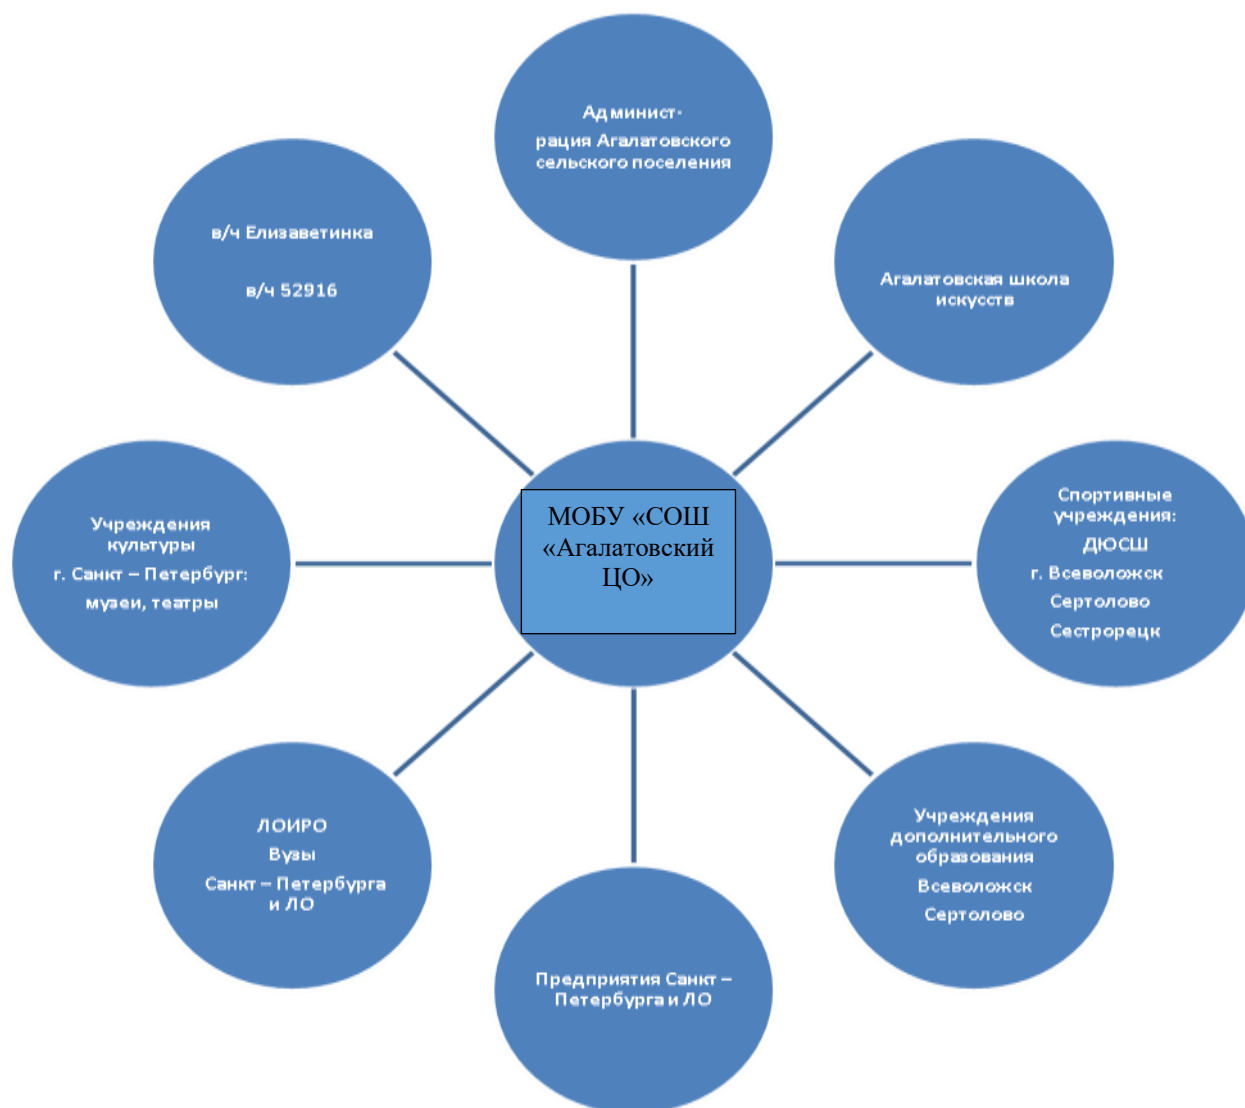 Админист-
рация Агалатовского
сельского поселения
в/ч Елизаветинка
в/ч 52916
Агалатовская школа
искусств
Учреждения
культуры
г. Санкт – Петербург:
музеи, театры
МОБУ «СОШ
«Агалатовский
ЦО»
Спортивные
учреждения:
ДЮСШ
г. Всеволожск
Сертолово
Сестрорецк
ЛОИРО
Вузы
Санкт – Петербурга
и ЛО
Учреждения
дополнительного
образования
Всеволожск
Сертолово
Предприятия Санкт –
Петербурга и ЛО